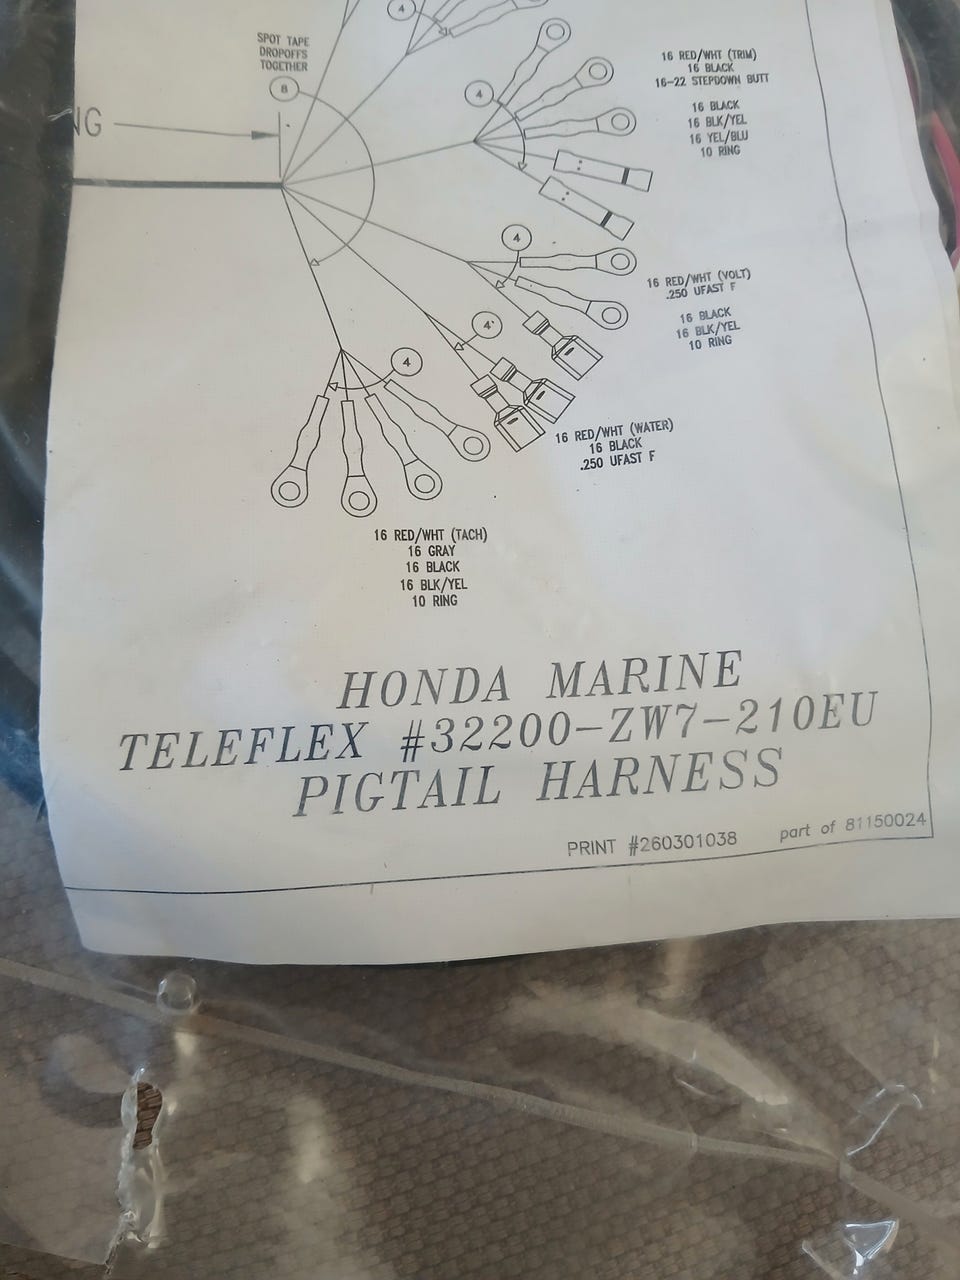 4
SPOT TAPE
DROPOFFS
TOGETHER
8
16 RED/WHT (TRIM)
16 BLACK
16-22 STEPDOWN BUTT
4
16 BLACK
16 BLK/YEL
16 YEL/BLU
10 RING
NG
4
16 RED/WHT (VOLT)
.250 UFAST F
16 BLACK
16 BLK/YEL
10 RING
4
4
16 RED/WHT (WATER)
16 BLACK
.250 UFAST F
16 RED/WHT (TACH)
16 GRAY
16 BLACK
16 BLK/YEL
10 RING
HONDA MARINE
TELEFLEX #32200-ZW7-210EU
PIGTAIL HARNESS
PRINT #260301038 part of 81150024